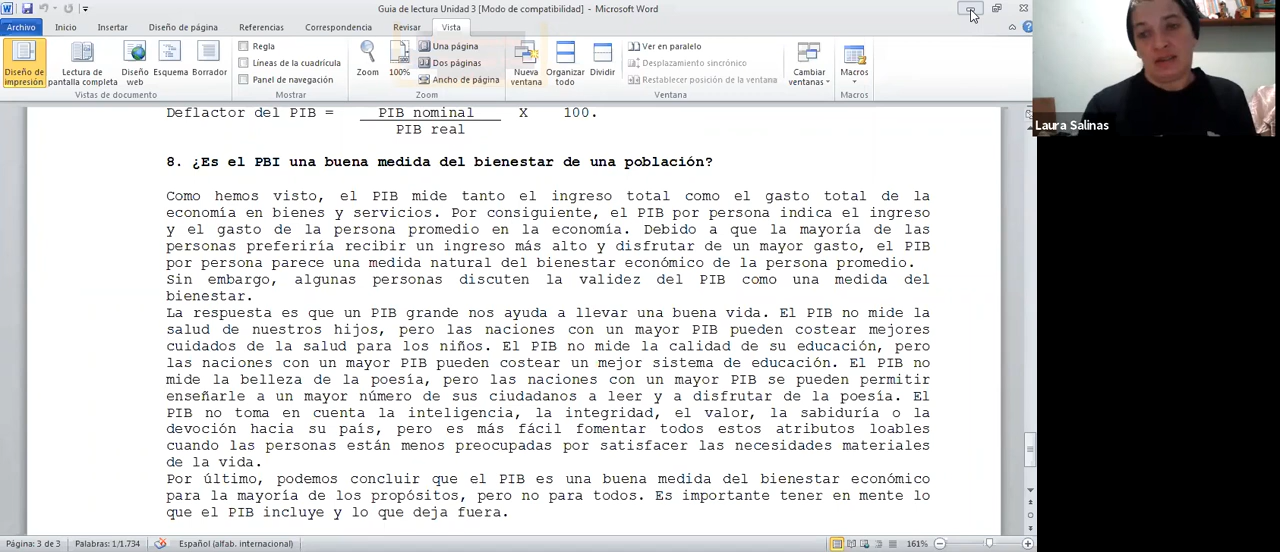 Guia de lectura Unidad 3 [Modo de compatibilidad] - Microsoft Word
Archivo Inicio Insertar Diseño de página Referencias Correspondencia Revisar Vista
Diseño de impresión
Lectura de pantalla completa
Diseño web
Esquema
Borrador
Vistas de documento
Regla
Líneas de la cuadrícula
Panel de navegación
Mostrar
Zoom
100%
Una página
Dos páginas
Ancho de página
Zoom
Nueva ventana
Organizar todo
Dividir
Ver en paralelo
Desplazamiento sincrónico
Restablecer posición de la ventana
Ventana
Cambiar ventanas
Macros
Macros
Laura Salinas
Deflactor del PIB = PIB nominal X 100.
PIB real
8. ¿Es el PBI una buena medida del bienestar de una población?
Como hemos visto, el PIB mide tanto el ingreso total como el gasto total de la
economía en bienes y servicios. Por consiguiente, el PIB por persona indica el ingreso
y el gasto de la persona promedio en la economía. Debido a que la mayoría de las
personas preferiría recibir un ingreso más alto y disfrutar de un mayor gasto, el PIB
por persona parece una medida natural del bienestar económico de la persona promedio.
Sin embargo, algunas personas discuten la validez del PIB como una medida del
bienestar.
La respuesta es que un PIB grande nos ayuda a llevar una buena vida. El PIB no mide la
salud de nuestros hijos, pero las naciones con un mayor PIB pueden costear mejores
cuidados de la salud para los niños. El PIB no mide la calidad de su educación, pero
las naciones con un mayor PIB pueden costear un mejor sistema de educación. El PIB no
mide la belleza de la poesía, pero las naciones con un mayor PIB se pueden permitir
enseñarle a un mayor número de sus ciudadanos a leer y a disfrutar de la poesía. El
PIB no toma en cuenta la inteligencia, la integridad, el valor, la sabiduría o la
devoción hacia su país, pero es más fácil fomentar todos estos atributos loables
cuando las personas están menos preocupadas por satisfacer las necesidades materiales
de la vida.
Por último, podemos concluir que el PIB es una buena medida del bienestar económico
para la mayoría de los propósitos, pero no para todos. Es importante tener en mente lo
que el PIB incluye y lo que deja fuera.
Página: 3 de 3 Palabras: 1/1.734 Español (alfab. internacional) 161%